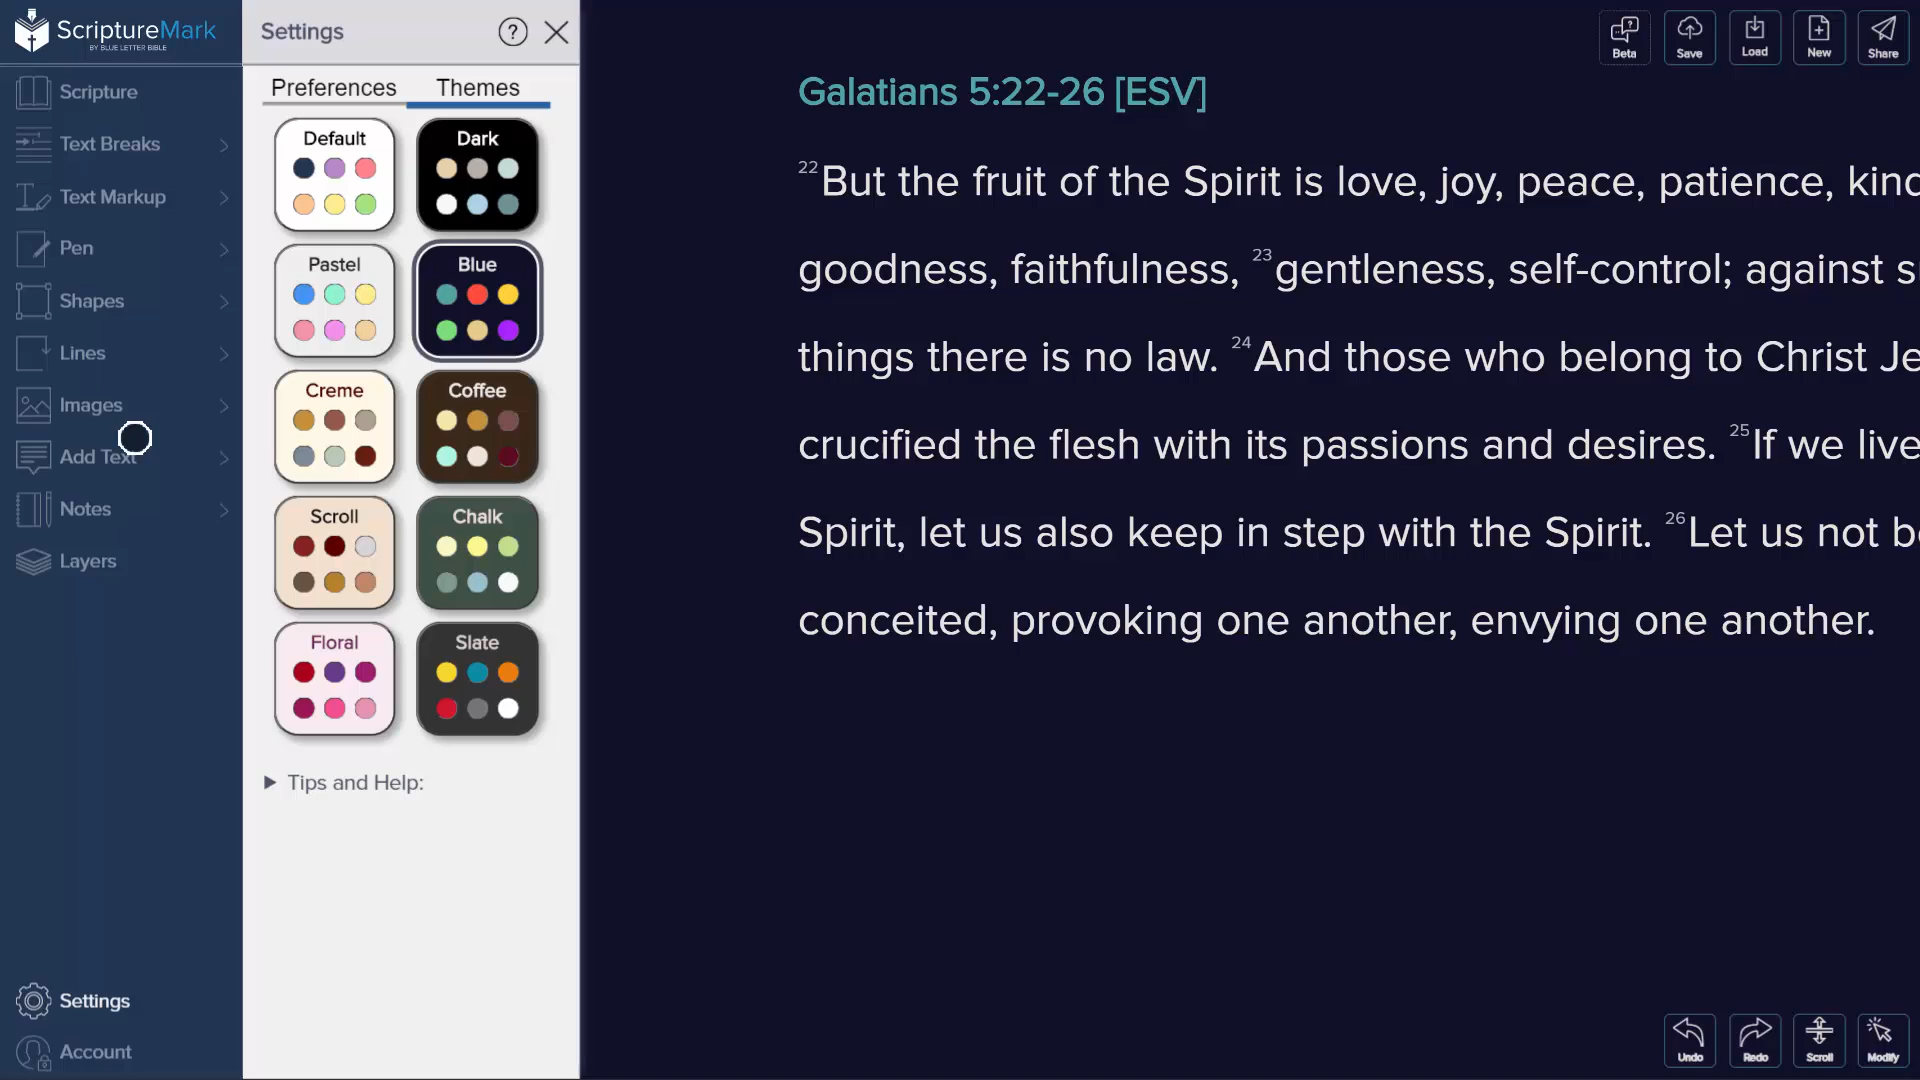 ScriptureMark
BY BLUE LETTER BIBLE
Scripture
Text Breaks
Text Markup
Pen
Shapes
Lines
Images
Add Text
Notes
Layers
Settings
Account
Settings
?
Preferences Themes
Default Dark
Pastel Blue
Creme Coffee
Scroll Chalk
Floral Slate
Tips and Help:
Beta Save Load New Share
Galatians 5:22-26 [ESV]
22 But the fruit of the Spirit is love, joy, peace, patience, kind
goodness, faithfulness, 23 gentleness, self-control; against s
things there is no law. 24 And those who belong to Christ Je
crucified the flesh with its passions and desires. 25 If we live
Spirit, let us also keep in step with the Spirit. 26 Let us not b
conceited, provoking one another, envying one another.
Undo Redo Scroll Modify